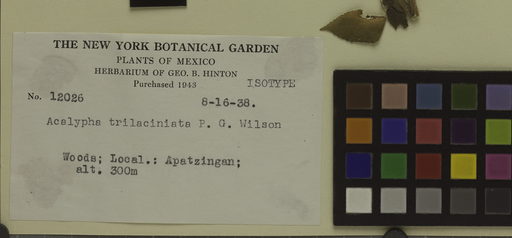 THE NEW YORK BOTANICAL GARDEN
PLANTS OF MEXICO
HERBARIUM OF GEO. B. HINTON
Purchased 1943
ISOTYPE
No. 12026
8-16-38.
Acalypha trilaciniata P. G. Wilson
Woods; Local.: Apatzingan;
alt. 300m